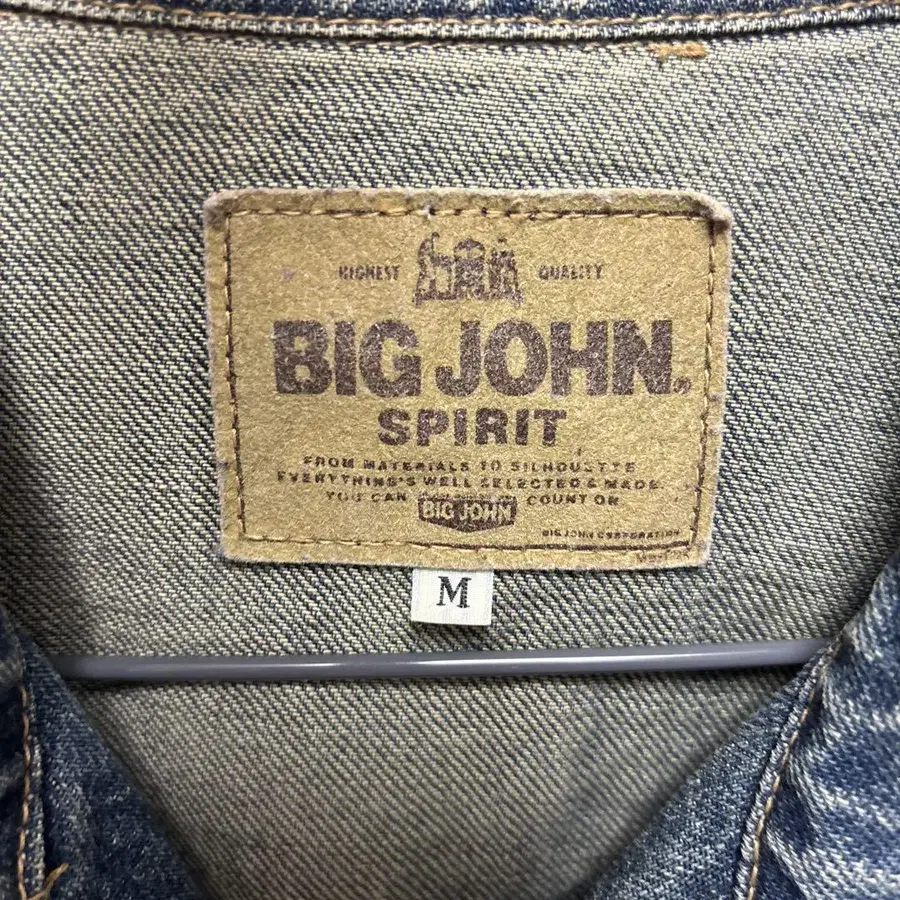 HIGHEST QUALITY
BIG JOHN®
SPIRIT
FROM MATERIALS TO SILHOUETTE
EVERYTHING'S WELL SELECTED & MADE.
YOU CAN BIG JOHN COUNT ON
BIG JOHN CORPORATION
M